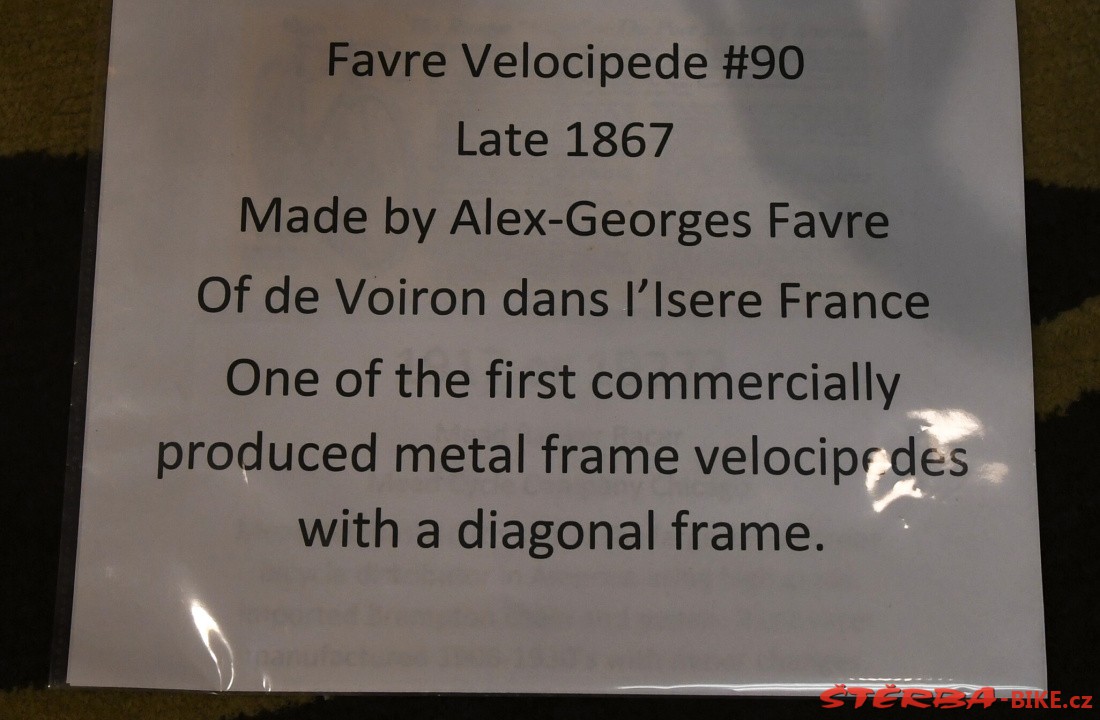 Favre Velocipede #90
Late 1867
Made by Alex-Georges Favre
Of de Voiron dans l’Isere France
One of the first commercially
produced metal frame velocipedes
with a diagonal frame.
ŠTĚRBA-BIKE.cz